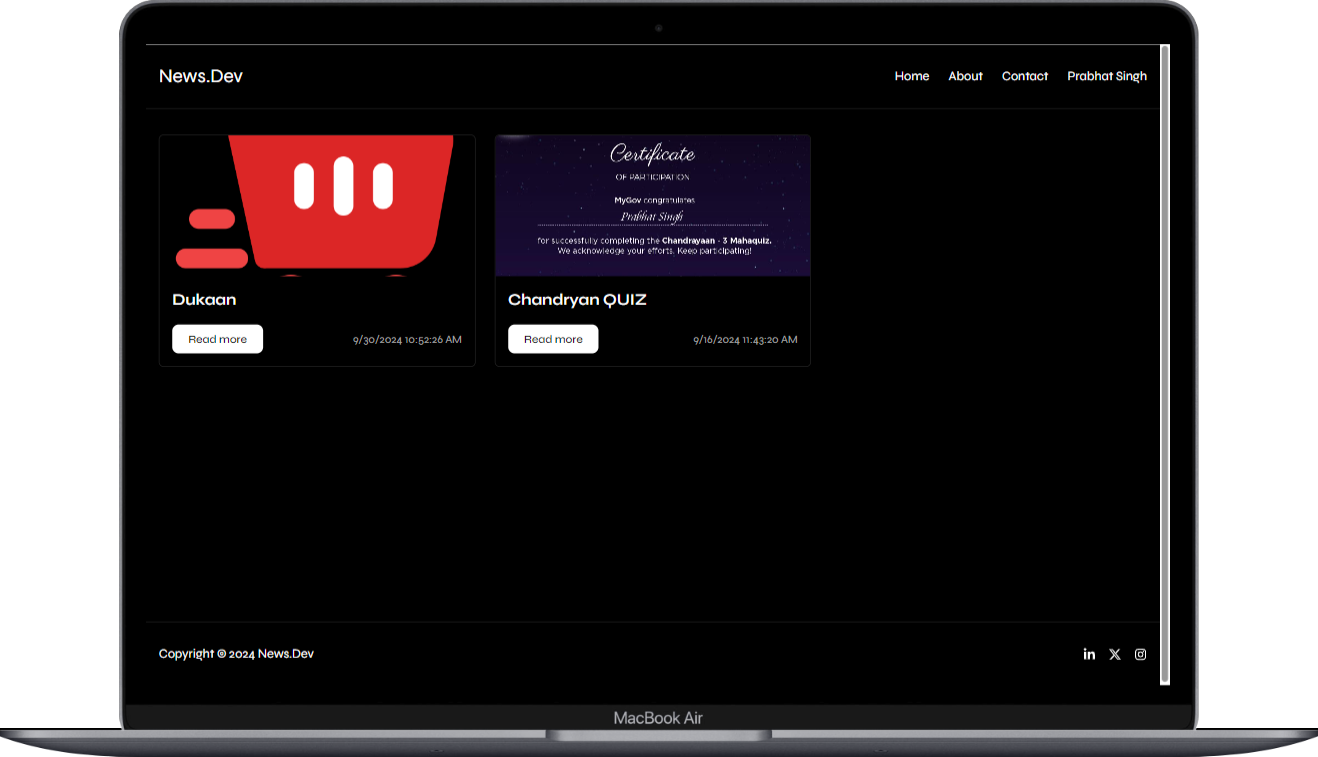 News.Dev
Home About Contact Prabhat Singh
Certificate
OF PARTICIPATION
MyGov congratulates
Prabhat Singh
for successfully completing the Chandrayaan - 3 Mahaquiz.
We acknowledge your efforts. Keep participating!
Dukaan
Read more 9/30/2024 10:52:26 AM
Chandryan QUIZ
Read more 9/16/2024 11:43:20 AM
Copyright © 2024 News.Dev
in X
MacBook Air